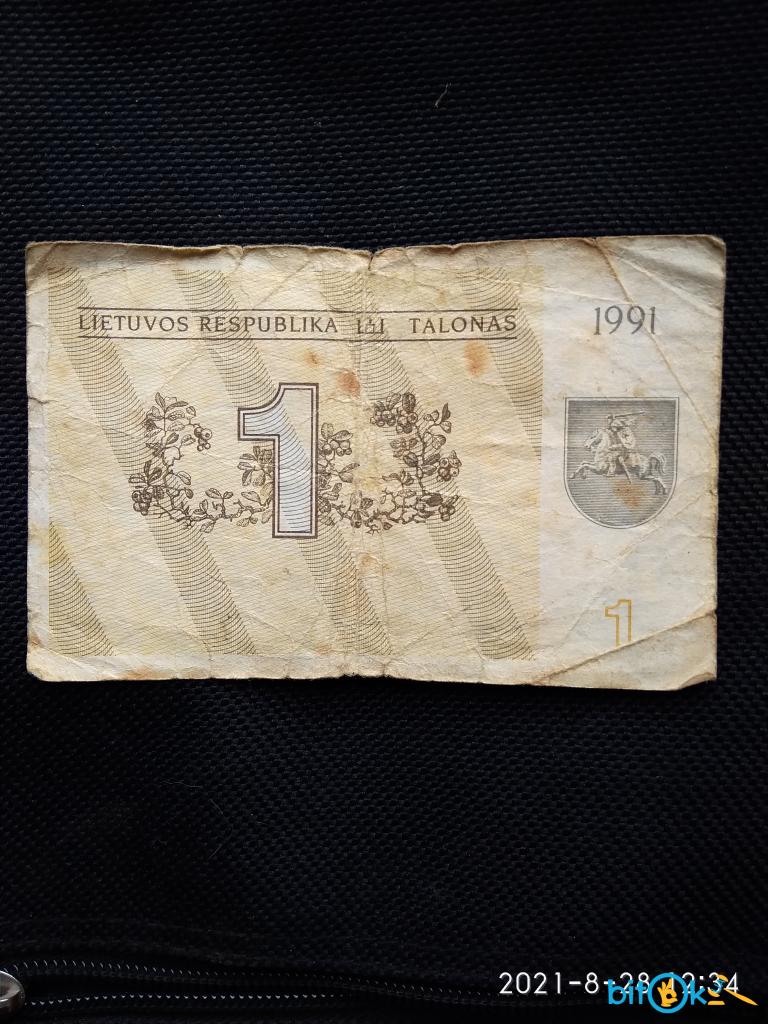 LIETUVOS RESPUBLIKA TALONAS
1991
1
1
2021-8-28 12:34
bitok